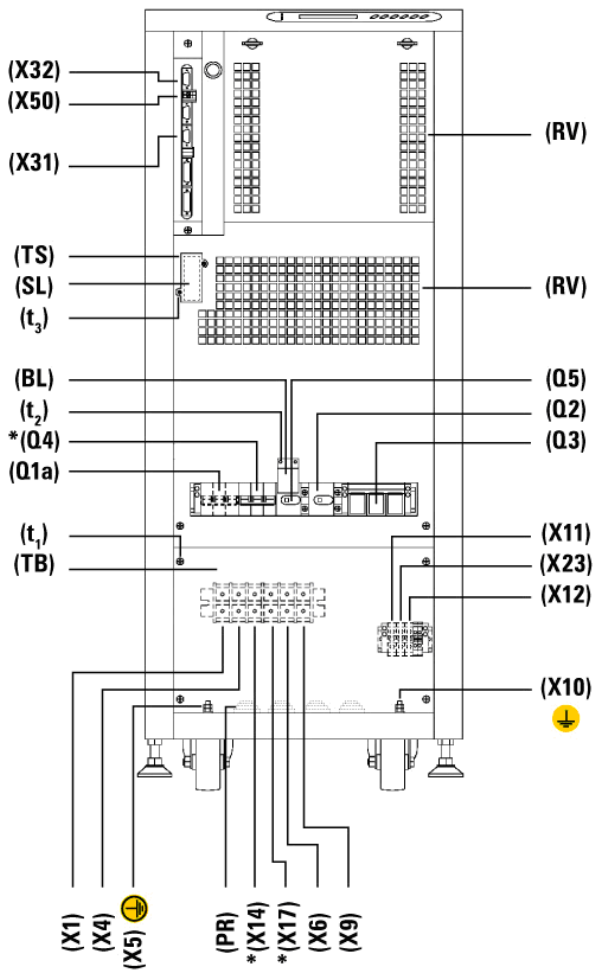 (X32)
(X50)
(X31)
(RV)
(TS)
(SL)
(t3)
(RV)
(BL)
(t2)
*(Q4)
(Q1a)
(Q5)
(Q2)
(Q3)
(t1)
(TB)
(X11)
(X23)
(X12)
(X10)
(X1)
(X4)
(X5)
(PR)
*(X14)
*(X17)
(X6)
(X9)